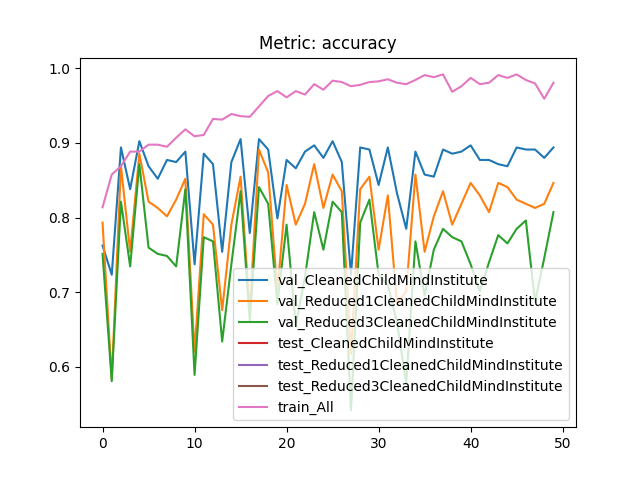 Metric: accuracy
1.0
0.9
0.8
0.7
0.6
0 10 20 30 40 50
val_CleanedChildMindInstitute
val_Reduced1CleanedChildMindInstitute
val_Reduced3CleanedChildMindInstitute
test_CleanedChildMindInstitute
test_Reduced1CleanedChildMindInstitute
test_Reduced3CleanedChildMindInstitute
train_All